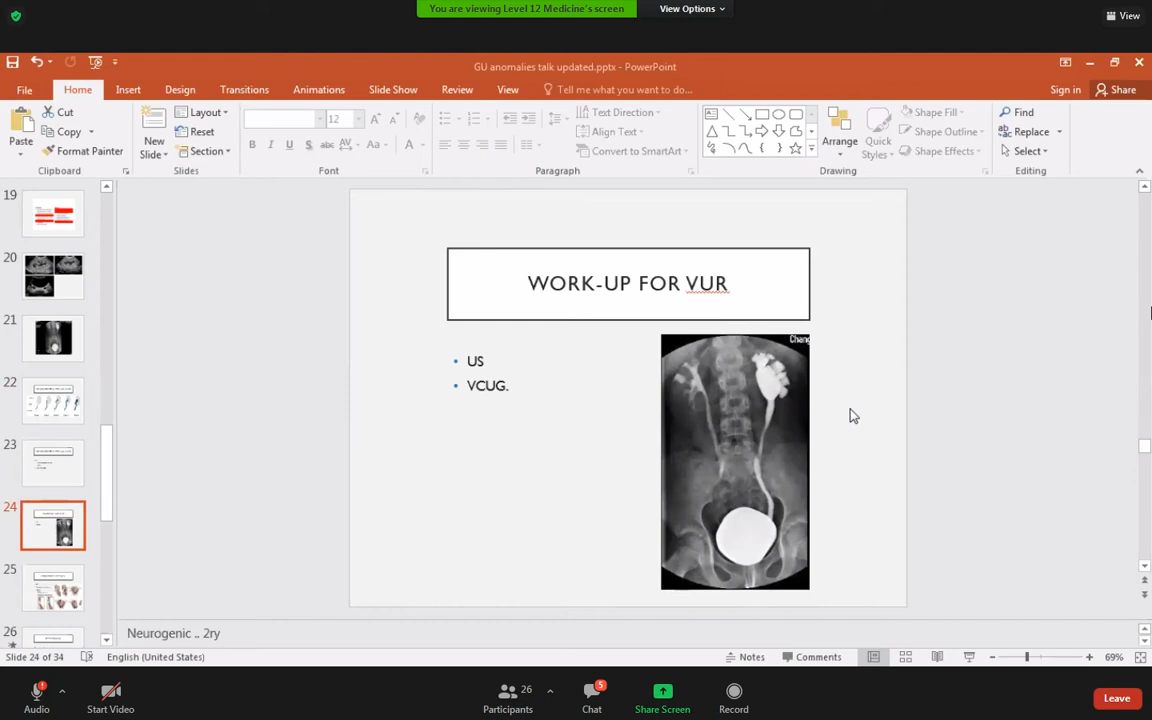 You are viewing Level 12 Medicine's screen
View Options
View
GU anomalies talk updated.pptx - PowerPoint
File
Home
Insert
Design
Transitions
Animations
Slide Show
Review
View
Tell me what you want to do...
Sign in
Share
Paste
Cut
Copy
Format Painter
Clipboard
New
Slide
Layout
Reset
Section
Slides
12
Font
Text Direction
Align Text
Convert to SmartArt
Paragraph
Arrange
Quick
Styles
Shape Fill
Shape Outline
Shape Effects
Drawing
Find
Replace
Select
Editing
19
20
21
22
23
24
25
26
WORK-UP FOR VUR
• US
• VCUG.
Chang
Neurogenic .. 2ry
Slide 24 of 34
English (United States)
Notes
Comments
69%
Audio
Start Video
26
Participants
5
Chat
Share Screen
Record
Leave